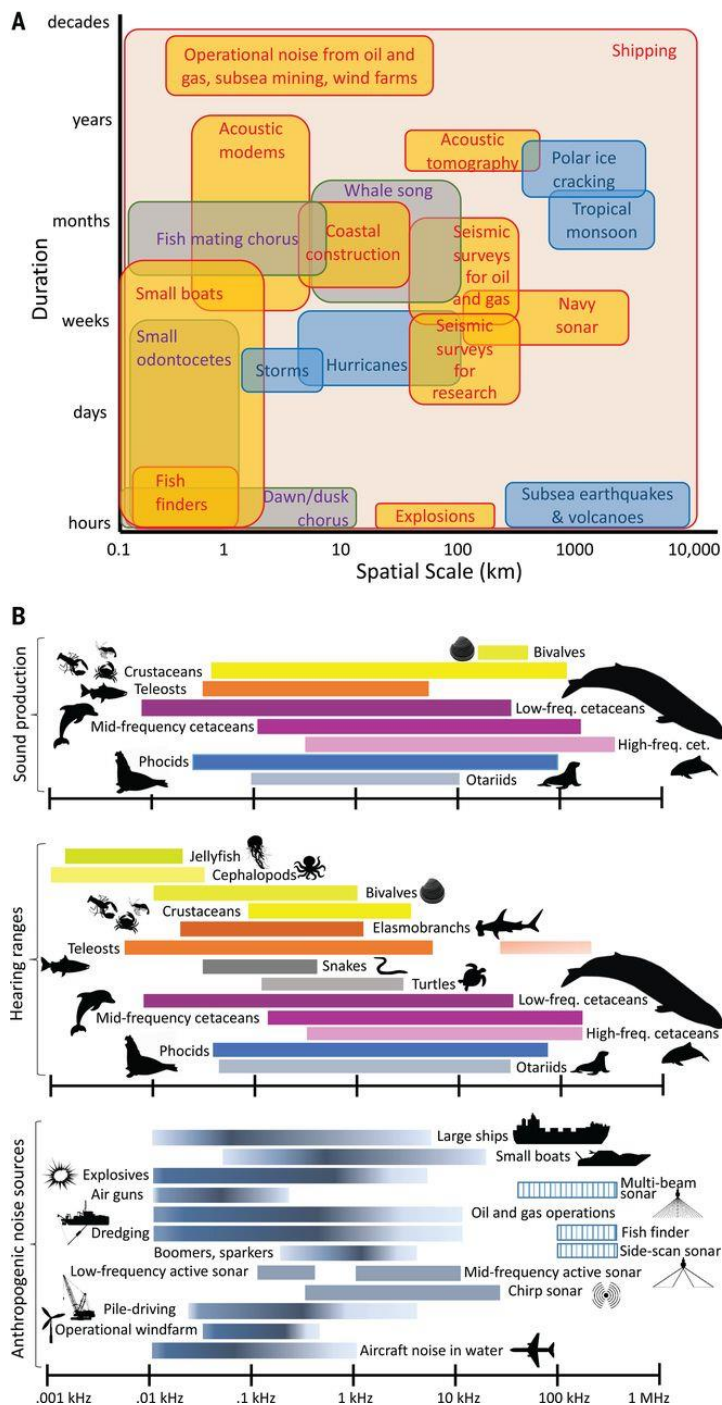 A
decades
years
months
weeks
days
hours
Duration
Shipping
Operational noise from oil and
gas, subsea mining, wind farms
Acoustic
modems
Acoustic
tomography
Polar ice
cracking
Whale song
Tropical
monsoon
Fish mating chorus
Coastal
construction
Seismic
surveys
for oil
and gas
Small boats
Navy
sonar
Small
odontocetes
Storms
Hurricanes
Seismic
surveys
for
research
Fish
finders
Dawn/dusk
chorus
Explosions
Subsea earthquakes
& volcanoes
0.1
1
10
100
1000
10,000
Spatial Scale (km)
B
Sound production
Bivalves
Crustaceans
Teleosts
Low-freq. cetaceans
Mid-frequency cetaceans
High-freq. cet.
Phocids
Otariids
Hearing ranges
Jellyfish
Cephalopods
Bivalves
Crustaceans
Elasmobranchs
Teleosts
Snakes
Turtles
Low-freq. cetaceans
Mid-frequency cetaceans
High-freq. cetaceans
Phocids
Otariids
Anthropogenic noise sources
Large ships
Small boats
Explosives
Multi-beam
sonar
Air guns
Oil and gas operations
Dredging
Fish finder
Boomers, sparkers
Side-scan sonar
Low-frequency active sonar
Mid-frequency active sonar
Chirp sonar
Pile-driving
Operational windfarm
Aircraft noise in water
.001 kHz
.01 kHz
.1 kHz
1 kHz
10 kHz
100 kHz
1 MHz